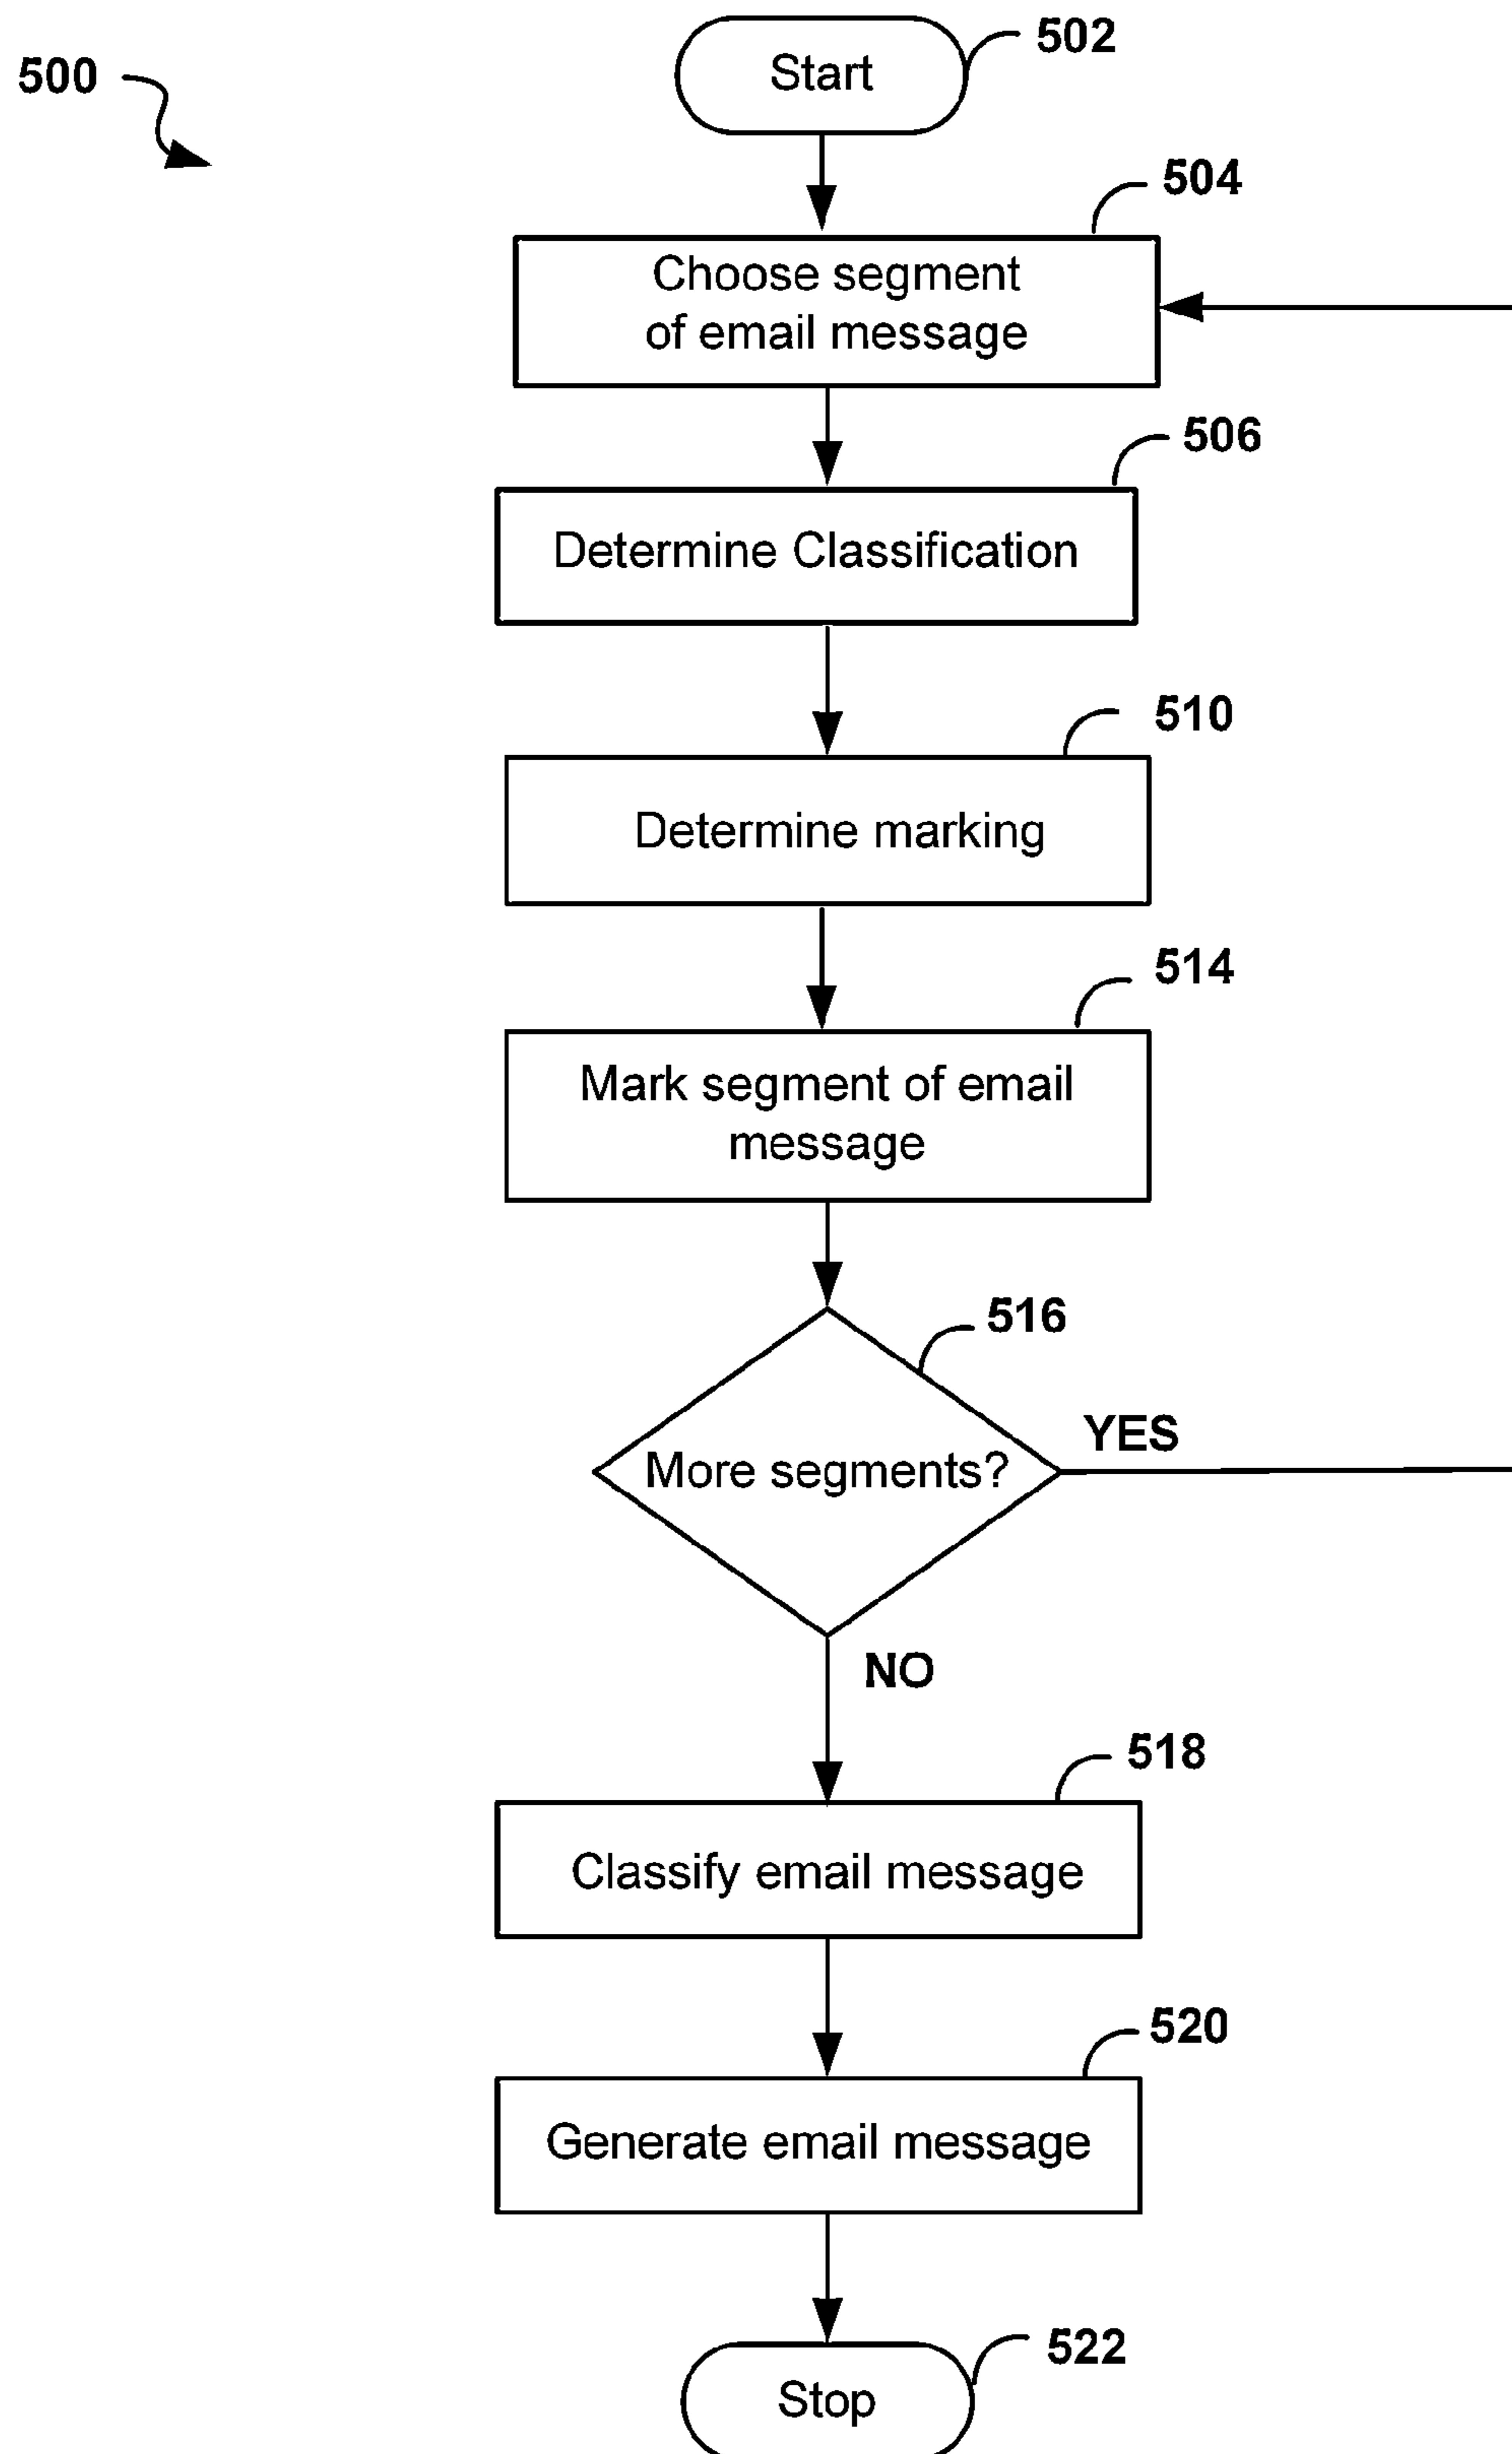 502
500
Start
504
Choose segment
of email message
506
Determine Classification
510
Determine marking
514
Mark segment of email
message
516
YES
More segments?
NO
518
Classify email message
520
Generate email message
522
Stop